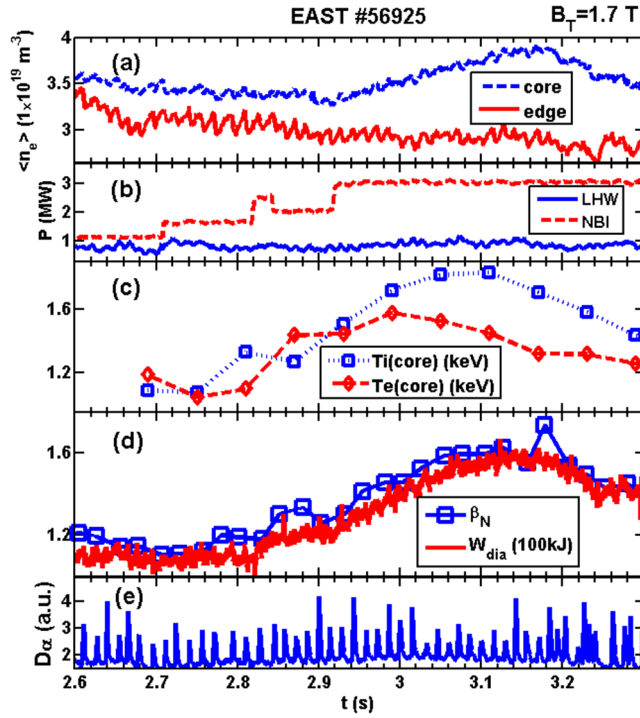 EAST #56925 B_T=1.7 T
<n_e> (1×10^19 m^-3)
4
3.5
3
(a)
core
edge
P (MW)
3
2
1
(b)
LHW
NBI
1.6
1.2
(c)
Ti(core) (keV)
Te(core) (keV)
1.6
1.2
(d)
β_N
W_dia (100kJ)
Dα (a.u.)
4
3
2
(e)
2.6 2.7 2.8 2.9 3 3.1 3.2
t (s)